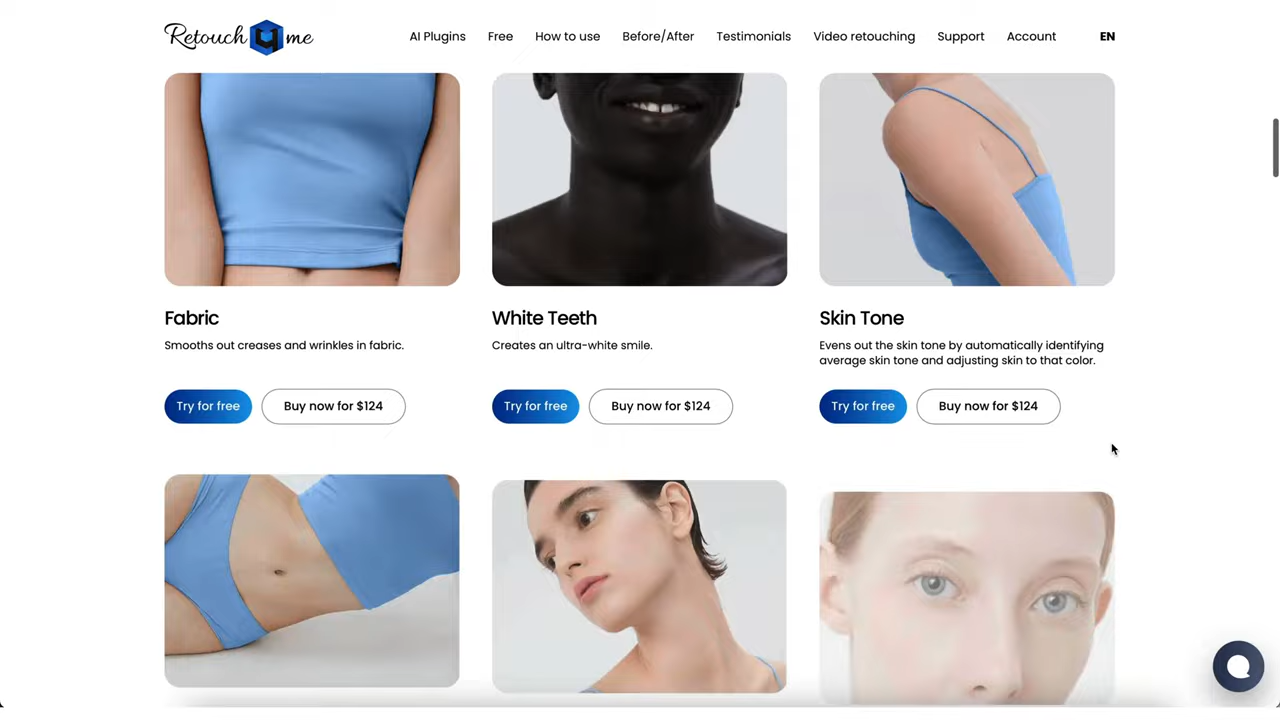 Retouch4me
AI Plugins
Free
How to use
Before/After
Testimonials
Video retouching
Support
Account
EN
Fabric
Smooths out creases and wrinkles in fabric.
Try for free
Buy now for $124
White Teeth
Creates an ultra-white smile.
Try for free
Buy now for $124
Skin Tone
Evens out the skin tone by automatically identifying
average skin tone and adjusting skin to that color.
Try for free
Buy now for $124